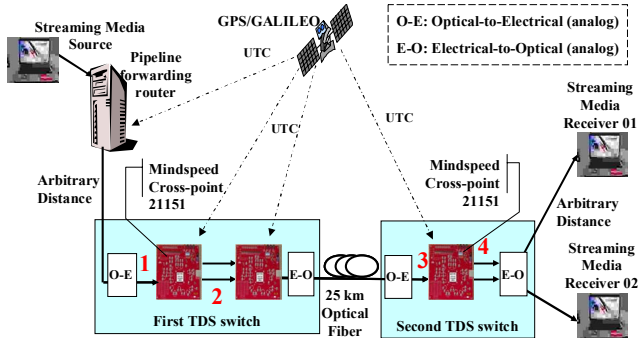 Streaming Media
Source
GPS/GALILEO
O-E: Optical-to-Electrical (analog)
E-O: Electrical-to-Optical (analog)
Pipeline
forwarding
router
UTC
UTC
UTC
Streaming
Media
Receiver 01
Mindspeed
Cross-point
21151
Mindspeed
Cross-point
21151
Arbitrary
Distance
Arbitrary
Distance
O-E
1
2
E-O
25 km
Optical
Fiber
O-E
3
4
E-O
First TDS switch
Second TDS switch
Streaming
Media
Receiver 02